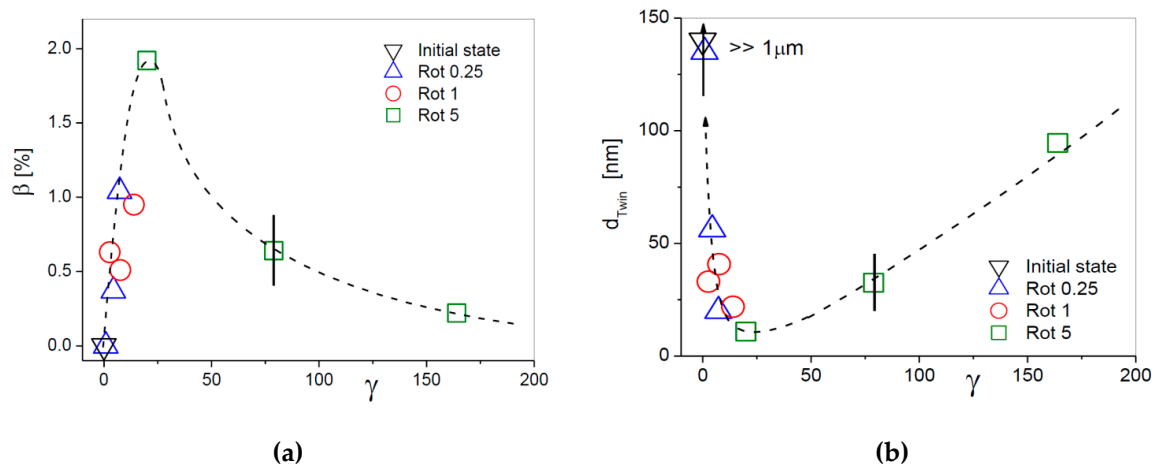 2.0
1.5
1.0
0.5
0.0
β [%]
0
50
100
150
200
γ
Initial state
Rot 0.25
Rot 1
Rot 5
(a)
150
100
50
0
d_Twin [nm]
>> 1μm
0
50
100
150
200
γ
Initial state
Rot 0.25
Rot 1
Rot 5
(b)